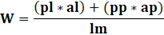 W = (pl * al) + (pp * ap) / lm